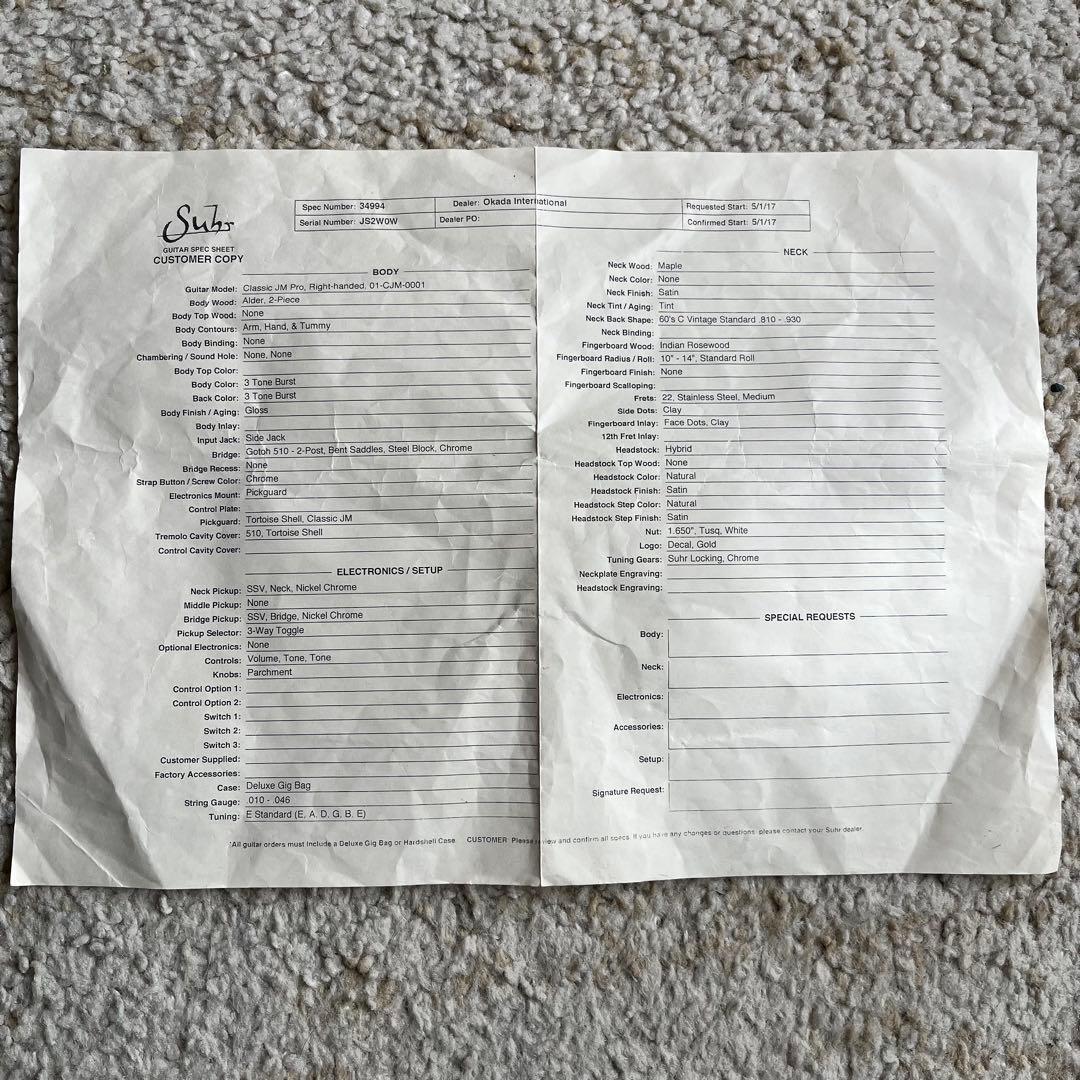 Suhr
GUITAR SPEC SHEET
CUSTOMER COPY
Spec Number: 34994
Serial Number: JS2W0W
Dealer: Okada International
Dealer PO:
Requested Start: 5/1/17
Confirmed Start: 5/1/17
BODY
Guitar Model: Classic JM Pro, Right-handed, 01-CJM-0001
Body Wood: Alder, 2-Piece
Body Top Wood: None
Body Contours: Arm, Hand, & Tummy
Body Binding: None
Chambering / Sound Hole: None, None
Body Top Color:
Body Color: 3 Tone Burst
Back Color: 3 Tone Burst
Body Finish / Aging: Gloss
Body Inlay:
Input Jack: Side Jack
Bridge: Gotoh 510 - 2-Post, Bent Saddles, Steel Block, Chrome
Bridge Recess: None
Strap Button / Screw Color: Chrome
Electronics Mount: Pickguard
Control Plate:
Pickguard: Tortoise Shell, Classic JM
Tremolo Cavity Cover: 510, Tortoise Shell
Control Cavity Cover:
ELECTRONICS / SETUP
Neck Pickup: SSV, Neck, Nickel Chrome
Middle Pickup: None
Bridge Pickup: SSV, Bridge, Nickel Chrome
Pickup Selector: 3-Way Toggle
Optional Electronics: None
Controls: Volume, Tone, Tone
Knobs: Parchment
Control Option 1:
Control Option 2:
Switch 1:
Switch 2:
Switch 3:
Customer Supplied:
Factory Accessories:
Case: Deluxe Gig Bag
String Gauge: .010 - .046
Tuning: E Standard (E, A, D, G, B, E)
NECK
Neck Wood: Maple
Neck Color: None
Neck Finish: Satin
Neck Tint / Aging: Tint
Neck Back Shape: 60's C Vintage Standard .810 - .930
Neck Binding:
Fingerboard Wood: Indian Rosewood
Fingerboard Radius / Roll: 10" - 14", Standard Roll
Fingerboard Finish: None
Fingerboard Scalloping:
Frets: 22, Stainless Steel, Medium
Side Dots: Clay
Fingerboard Inlay: Face Dots, Clay
12th Fret Inlay:
Headstock: Hybrid
Headstock Top Wood: None
Headstock Color: Natural
Headstock Finish: Satin
Headstock Step Color: Natural
Headstock Step Finish: Satin
Nut: 1.650", Tusq, White
Logo: Decal, Gold
Tuning Gears: Suhr Locking, Chrome
Neckplate Engraving:
Headstock Engraving:
SPECIAL REQUESTS
Body:
Neck:
Electronics:
Accessories:
Setup:
Signature Request:
*All guitar orders must include a Deluxe Gig Bag or Hardshell Case. CUSTOMER: Please review and confirm all specs. If you have any changes or questions, please contact your Suhr dealer.